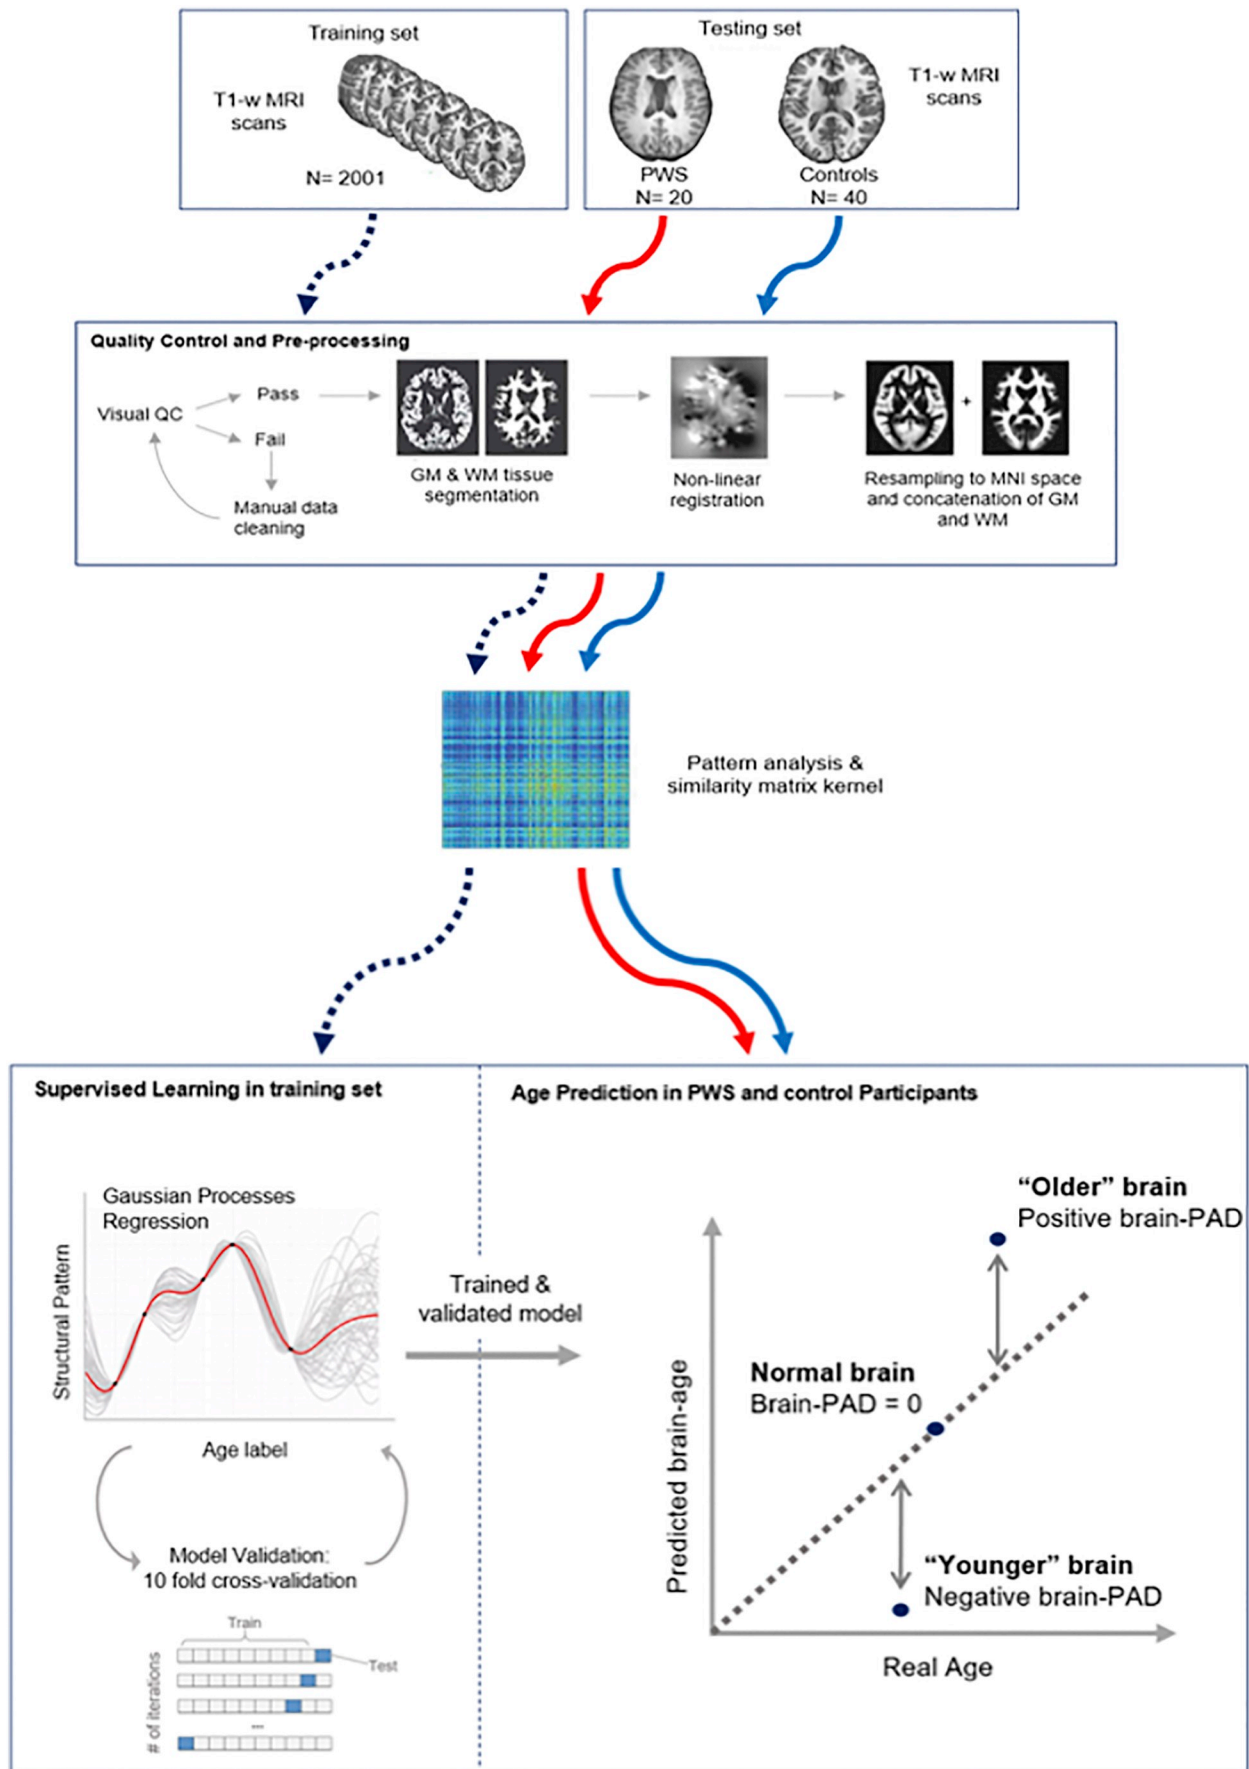 Training set
T1-w MRI
scans
N= 2001
Testing set
T1-w MRI
scans
PWS
N= 20
Controls
N= 40
Quality Control and Pre-processing
Visual QC
Pass
Fail
Manual data
cleaning
GM & WM tissue
segmentation
Non-linear
registration
+
Resampling to MNI space
and concatenation of GM
and WM
Pattern analysis &
similarity matrix kernel
Supervised Learning in training set
Gaussian Processes
Regression
Structural Pattern
Age label
Model Validation:
10 fold cross-validation
Train
Test
# of iterations
...
Trained &
validated model
Age Prediction in PWS and control Participants
“Older” brain
Positive brain-PAD
Normal brain
Brain-PAD = 0
“Younger” brain
Negative brain-PAD
Predicted brain-age
Real Age